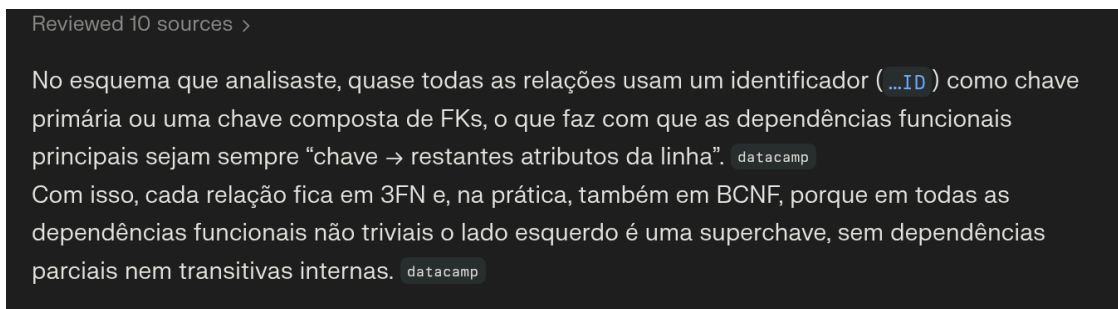 Reviewed 10 sources >
No esquema que analisaste, quase todas as relações usam um identificador (…ID) como chave
primária ou uma chave composta de FKs, o que faz com que as dependências funcionais
principais sejam sempre “chave → restantes atributos da linha”. datacamp
Com isso, cada relação fica em 3FN e, na prática, também em BCNF, porque em todas as
dependências funcionais não triviais o lado esquerdo é uma superchave, sem dependências
parciais nem transitivas internas. datacamp